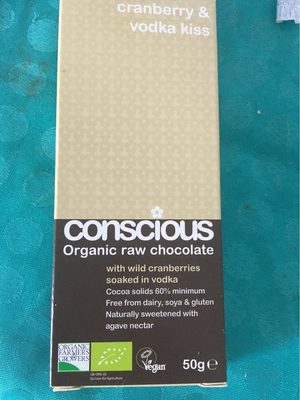 cranberry &
vodka kiss
conscious
Organic raw chocolate
with wild cranberries
soaked in vodka
Cocoa solids 60% minimum
Free from dairy, soya & gluten
Naturally sweetened with
agave nectar
ORGANIC
FARMERS
&GROWERS
Vegan
50g e